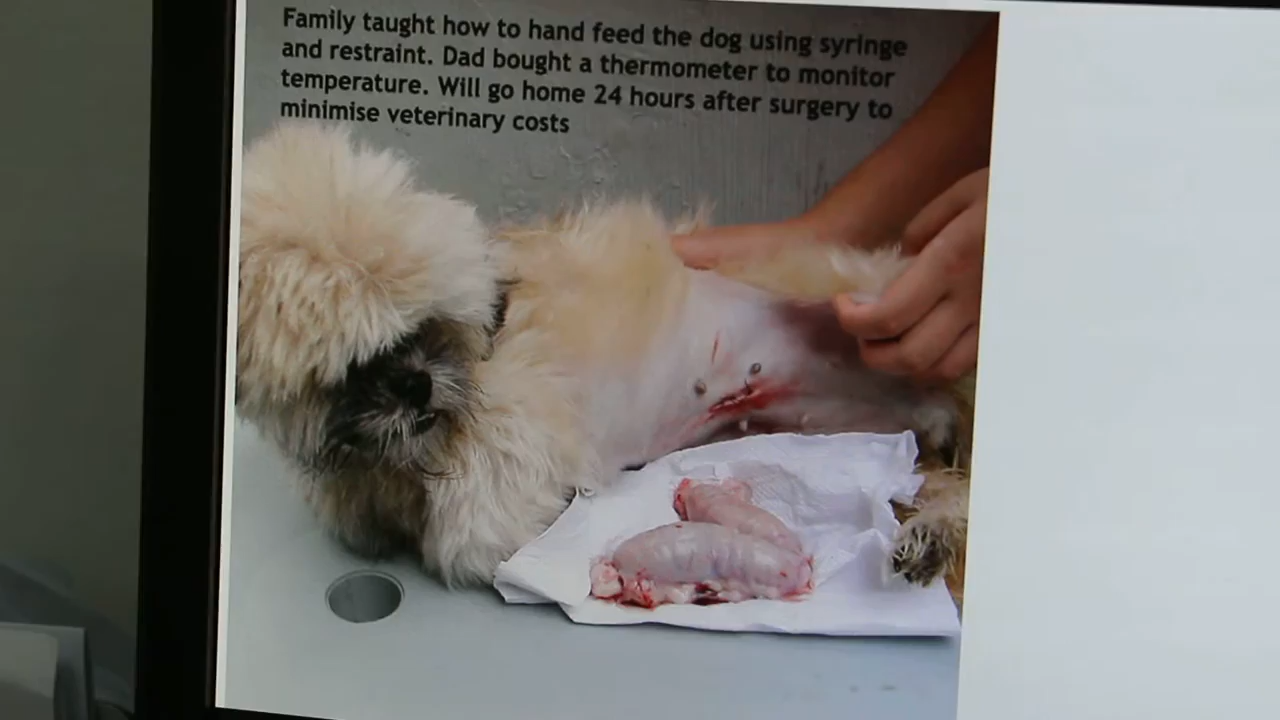 Family taught how to hand feed the dog using syringe
and restraint. Dad bought a thermometer to monitor
temperature. Will go home 24 hours after surgery to
minimise veterinary costs